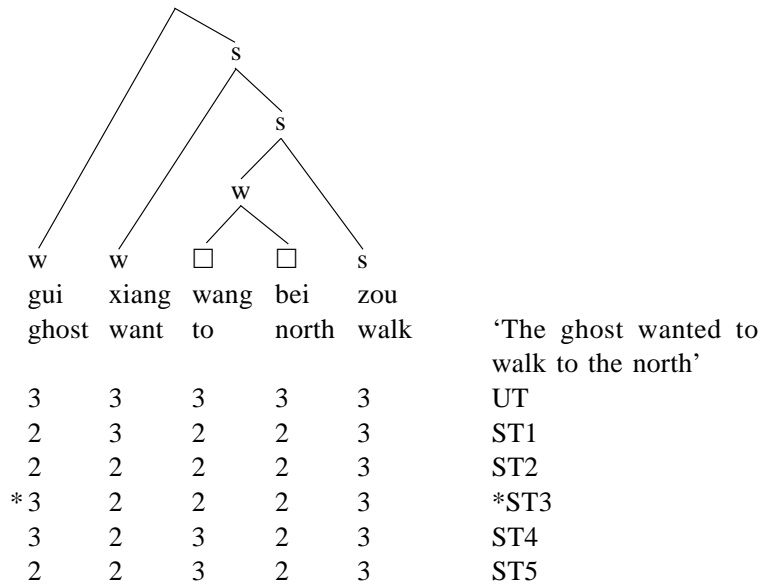 s
s
w
w w □ □ s
gui xiang wang bei zou
ghost want to north walk ‘The ghost wanted to
walk to the north’
3 3 3 3 3 UT
2 3 2 2 3 ST1
2 2 2 2 3 ST2
*3 2 2 2 3 *ST3
3 2 3 2 3 ST4
2 2 3 2 3 ST5